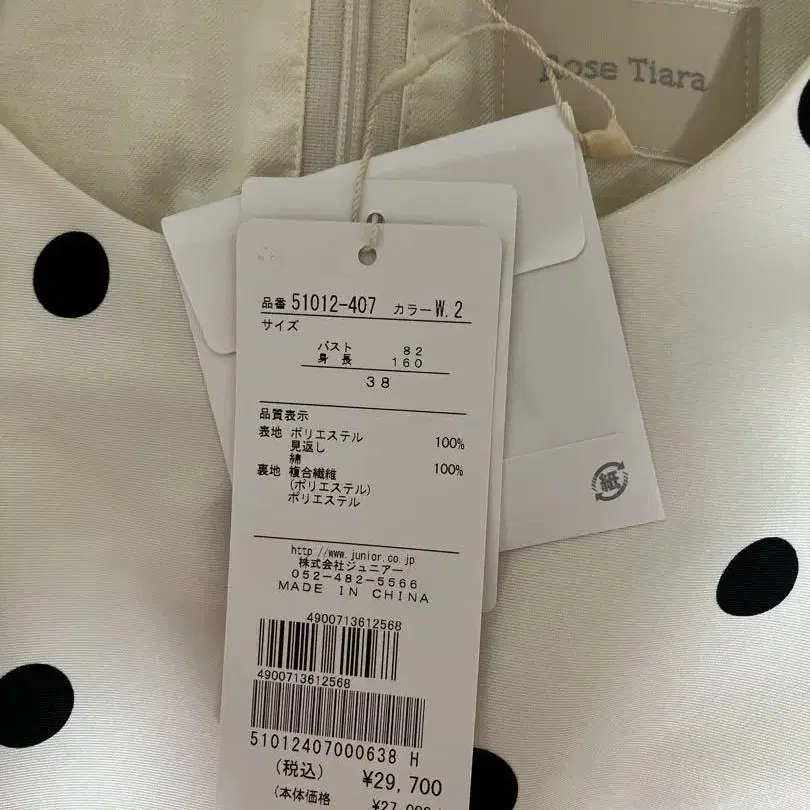 Rose Tiara
品番 51012-407 カラーW.2
サイズ
バスト 82
身長 160
38
品質表示
表地 ポリエステル 100%
見返し
綿 100%
裏地 複合繊維
(ポリエステル)
ポリエステル
http //www.junior.co.jp
株式会社ジュニアー
052-482-5566
MADE IN CHINA
4900713612568
4900713612568
51012407000638 H
(税込) ¥29,700
(本体価格 ¥27,000
紙